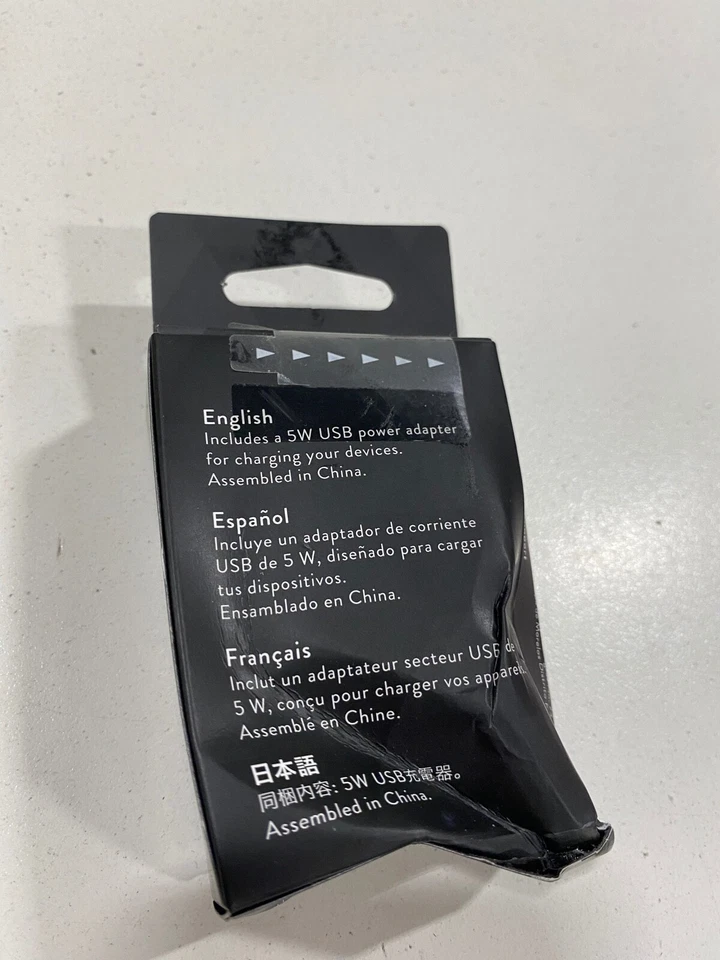 English
Includes a 5W USB power adapter
for charging your devices.
Assembled in China.
Español
Incluye un adaptador de corriente
USB de 5 W, diseñado para cargar
tus dispositivos.
Ensamblado en China.
Français
Inclut un adaptateur secteur USB de
5 W, conçu pour charger vos appareils.
Assemblé en Chine.
日本語
同梱内容: 5W USB充電器。
Assembled in China.